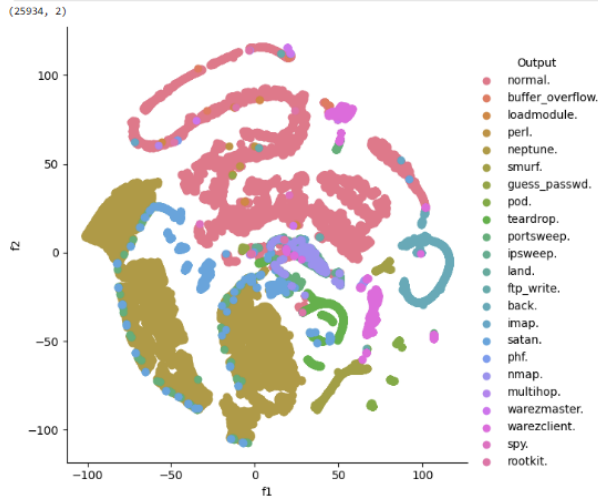 (25934, 2)
Output
normal.
buffer_overflow.
loadmodule.
perl.
neptune.
smurf.
guess_passwd.
pod.
teardrop.
portsweep.
ipsweep.
land.
ftp_write.
back.
imap.
satan.
phf.
nmap.
multihop.
warezmaster.
warezclient.
spy.
rootkit.
f2
100
50
0
−50
−100
−100 −50 0 50 100
f1